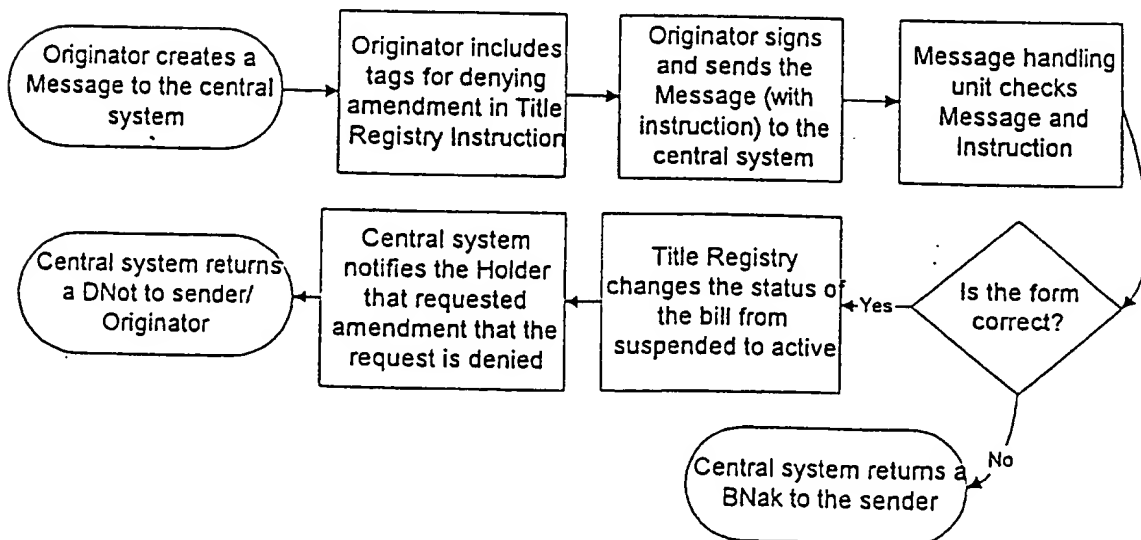 Originator creates a
Message to the central
system
Originator includes
tags for denying
amendment in Title
Registry Instruction
Originator signs
and sends the
Message (with
instruction) to the
central system
Message handling
unit checks
Message and
Instruction
Is the form
correct?
Yes
Title Registry
changes the status of
the bill from
suspended to active
Central system
notifies the Holder
that requested
amendment that the
request is denied
Central system returns
a DNot to sender/
Originator
No
Central system returns a
BNak to the sender